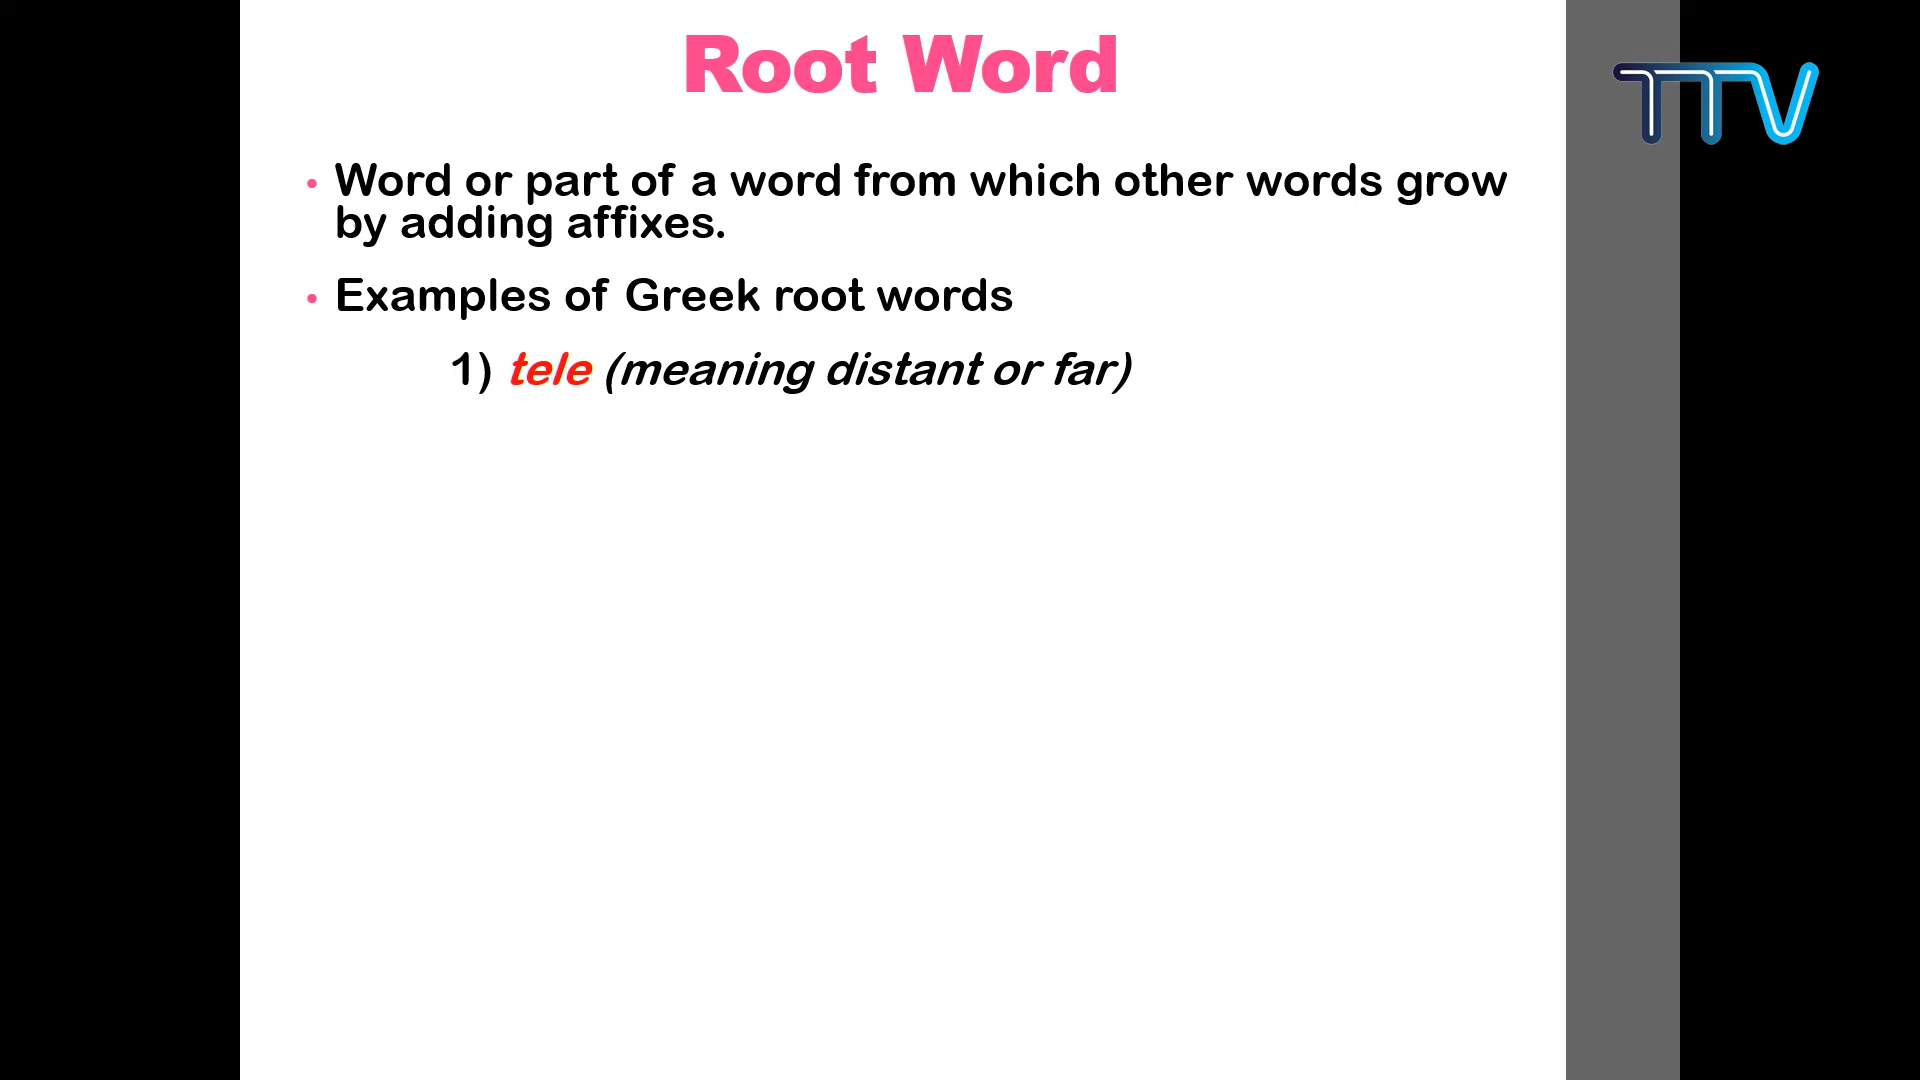 Root Word
TTV
• Word or part of a word from which other words grow
by adding affixes.
• Examples of Greek root words
1) tele (meaning distant or far)